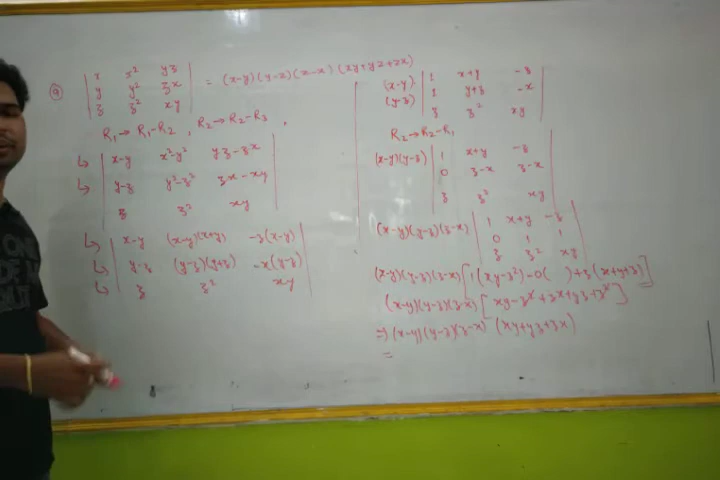 9 | x x² yz | = (x-y)(y-z)(z-x)(xy+yz+zx)
| y y² zx |
| z z² xy |
R₁→R₁-R₂, R₂→R₂-R₃,
↳ | x-y x²-y² yz-zx |
↳ | y-z y²-z² zx-xy |
| z z² xy |
↳ | x-y (x-y)(x+y) -z(x-y) |
↳ | y-z (y-z)(y+z) -x(y-z) |
↳ | z z² xy |
(x-y) | 1 x+y -z |
(y-z) | 1 y+z -x |
| z z² xy |
R₂→R₂-R₁
(x-y)(y-z) | 1 x+y -z |
| 0 z-x z-x |
| z z² xy |
(x-y)(y-z)(z-x) | 1 x+y -z |
| 0 1 1 |
| z z² xy |
(x-y)(y-z)(z-x) [1(xy-z²)-0( )+z(x+y+z)]
(x-y)(y-z)(z-x) [xy-z²+zx+yz+z²]
⇒ (x-y)(y-z)(z-x) (xy+yz+zx)
=